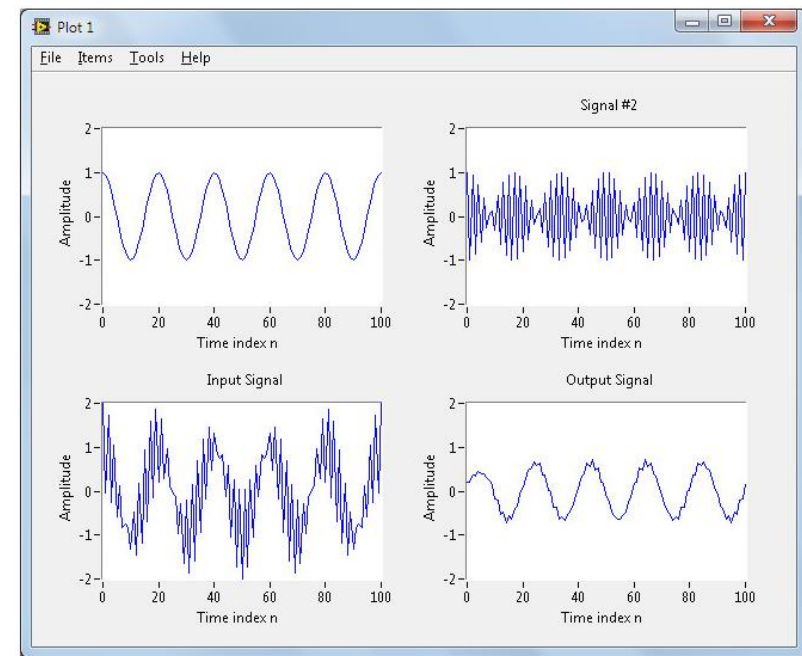 Plot 1
File Items Tools Help
Signal #2
2
1
0
-1
-2
Amplitude
0 20 40 60 80 100
Time index n
2
1
0
-1
-2
Amplitude
0 20 40 60 80 100
Time index n
Input Signal
2
1
0
-1
-2
Amplitude
0 20 40 60 80 100
Time index n
Output Signal
2
1
0
-1
-2
Amplitude
0 20 40 60 80 100
Time index n